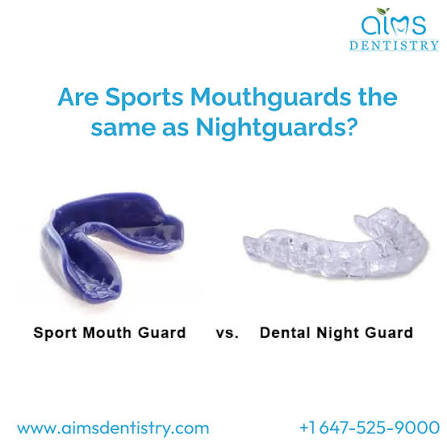 aims
DENTISTRY
Are Sports Mouthguards the
same as Nightguards?
Sport Mouth Guard vs. Dental Night Guard
www.aimsdentistry.com +1 647-525-9000